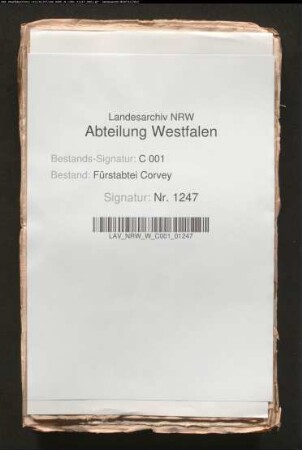 Landesarchiv NRW
Abteilung Westfalen
Bestands-Signatur: C 001
Bestand: Fürstabtei Corvey
Signatur: Nr. 1247
LAV_NRW_W_C001_01247